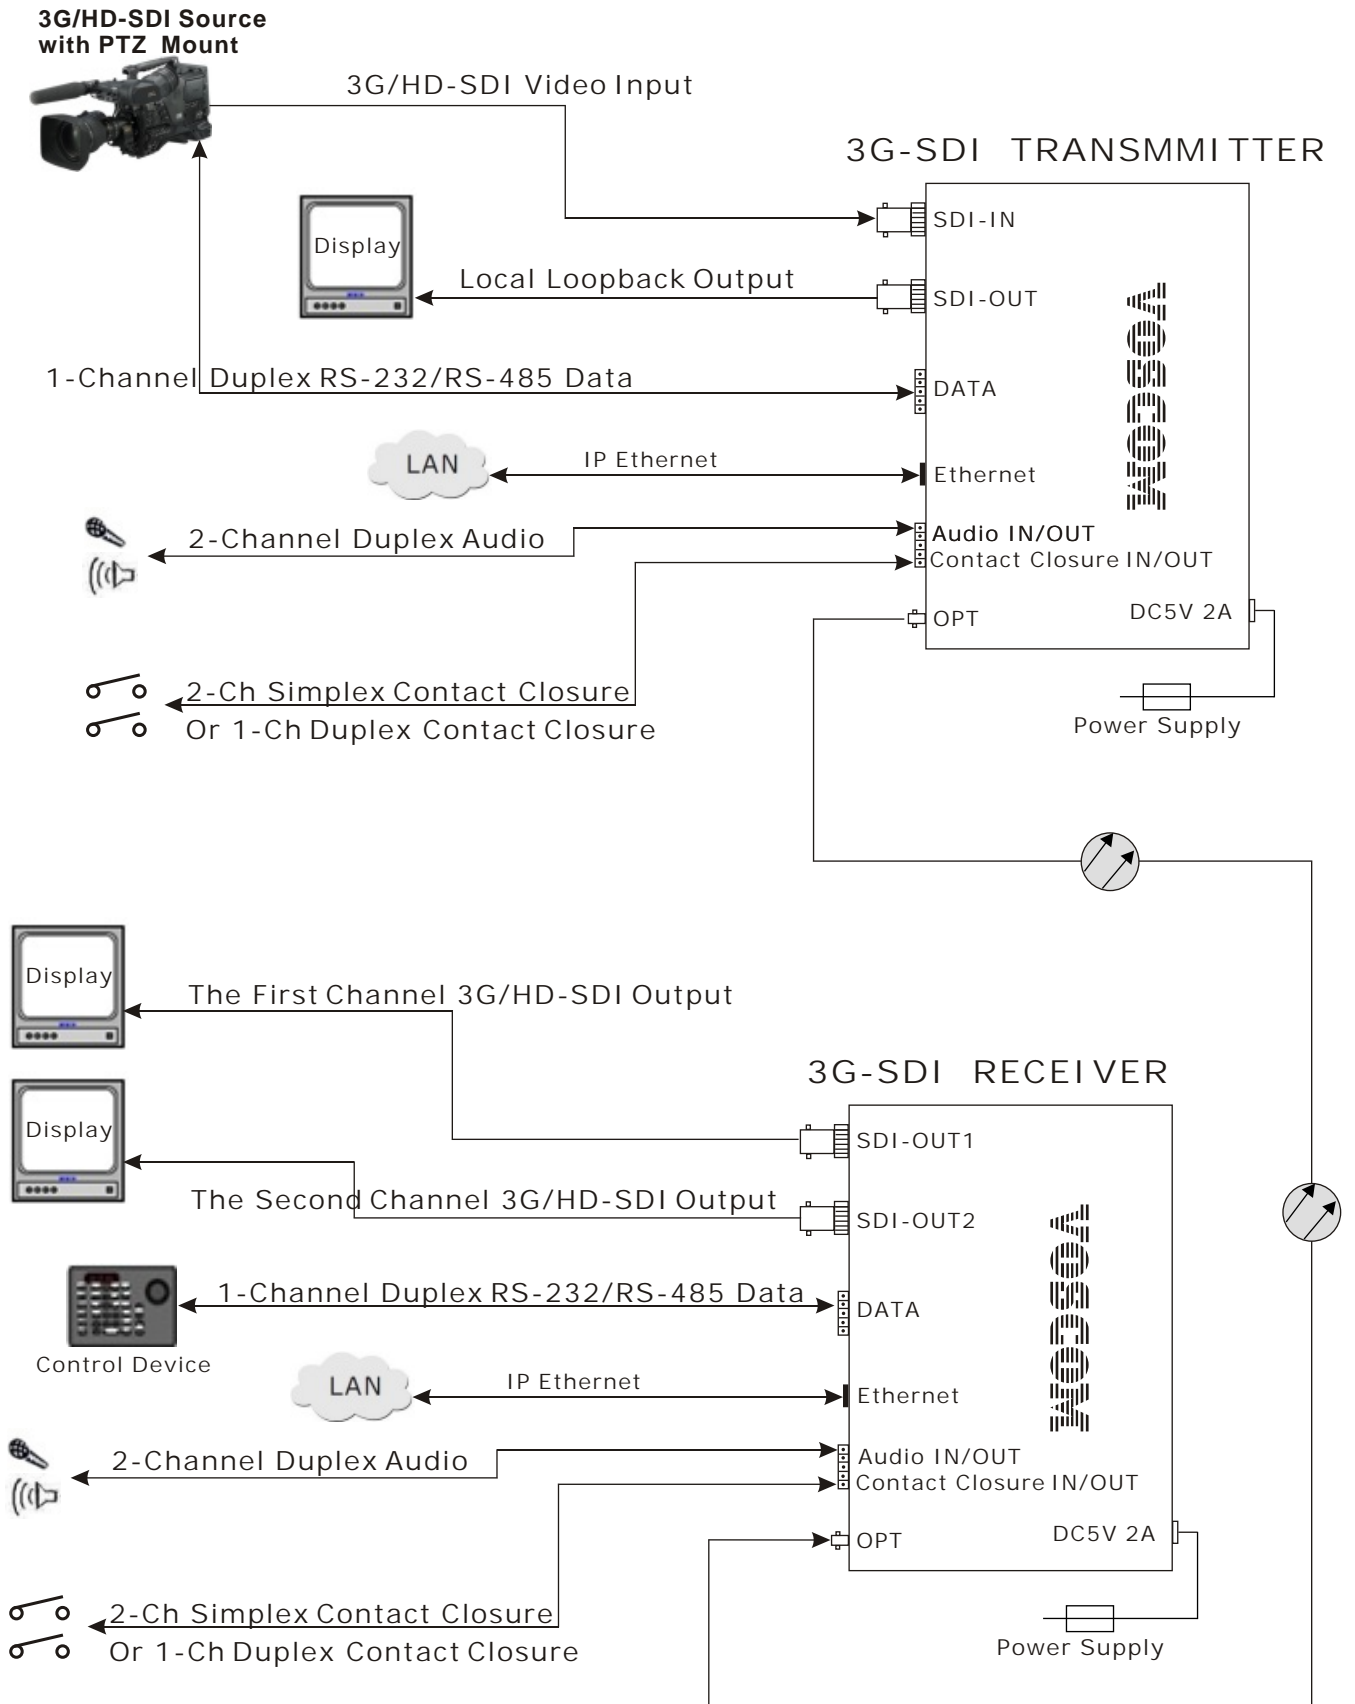 3G/HD-SDI Source
with PTZ Mount
3G/HD-SDI Video Input
3G-SDI TRANSMMITTER
SDI-IN
Display
Local Loopback Output
SDI-OUT
VOSCOM
1-Channel Duplex RS-232/RS-485 Data
DATA
LAN
IP Ethernet
Ethernet
2-Channel Duplex Audio
Audio IN/OUT
Contact Closure IN/OUT
DC5V 2A
OPT
2-Ch Simplex Contact Closure
Or 1-Ch Duplex Contact Closure
Power Supply
Display
The First Channel 3G/HD-SDI Output
3G-SDI RECEIVER
Display
SDI-OUT1
The Second Channel 3G/HD-SDI Output
SDI-OUT2
VOSCOM
1-Channel Duplex RS-232/RS-485 Data
DATA
Control Device
LAN
IP Ethernet
Ethernet
2-Channel Duplex Audio
Audio IN/OUT
Contact Closure IN/OUT
DC5V 2A
OPT
2-Ch Simplex Contact Closure
Or 1-Ch Duplex Contact Closure
Power Supply